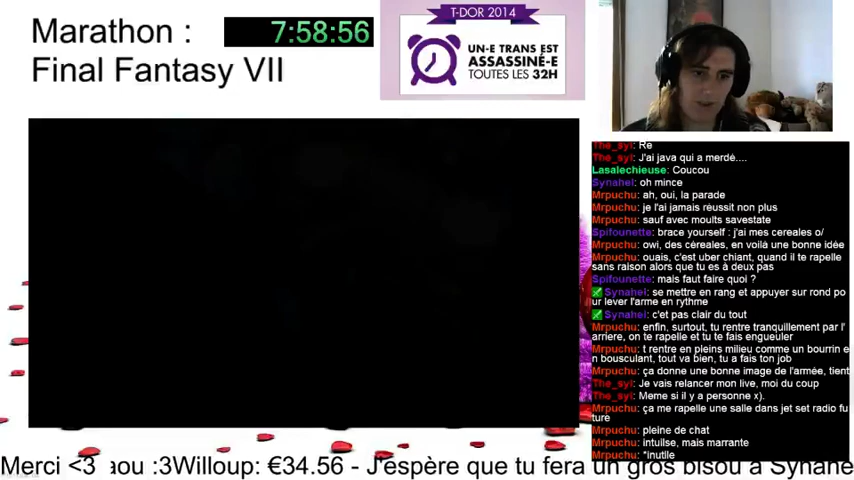 Marathon :
7:58:56
Final Fantasy VII
T-DOR 2014
UN-E TRANS EST
ASSASSINÉ-E
TOUTES LES 32H
The_syl: Re
The_syl: J'ai java qui a merdé....
Lasalechieuse: Coucou
Synahel: oh mince
Mrpuchu: ah, oui, la parade
Mrpuchu: je l'ai jamais réussit non plus
Mrpuchu: sauf avec moults savestate
Spifounette: brace yourself : j'ai mes cereales o/
Mrpuchu: owi, des céréales, en voilà une bonne idée
Mrpuchu: ouais, c'est uber chiant, quand il te rapelle
sans raison alors que tu es à deux pas
Spifounette: mais faut faire quoi ?
Synahel: se mettre en rang et appuyer sur rond po
ur lever l'arme en rythme
Synahel: c'et pas clair du tout
Mrpuchu: enfin, surtout, tu rentre tranquillement par l'
arriere, on te rapelle et tu te fais engueuler
Mrpuchu: t rentre en pleins milieu comme un bourrin e
n bousculant, tout va bien, tu a fais ton job
Mrpuchu: ça donne une bonne image de l'armée, tient
The_syl: Je vais relancer mon live, moi du coup
The_syl: Meme si il y a personne x).
Mrpuchu: ça me rapelle une salle dans jet set radio fu
ture
Mrpuchu: pleine de chat
Mrpuchu: intuilse, mais marrante
Mrpuchu: *inutile
Merci <3 aou :3Willoup: €34.56 - J'espère que tu fera un gros bisou à Synahe